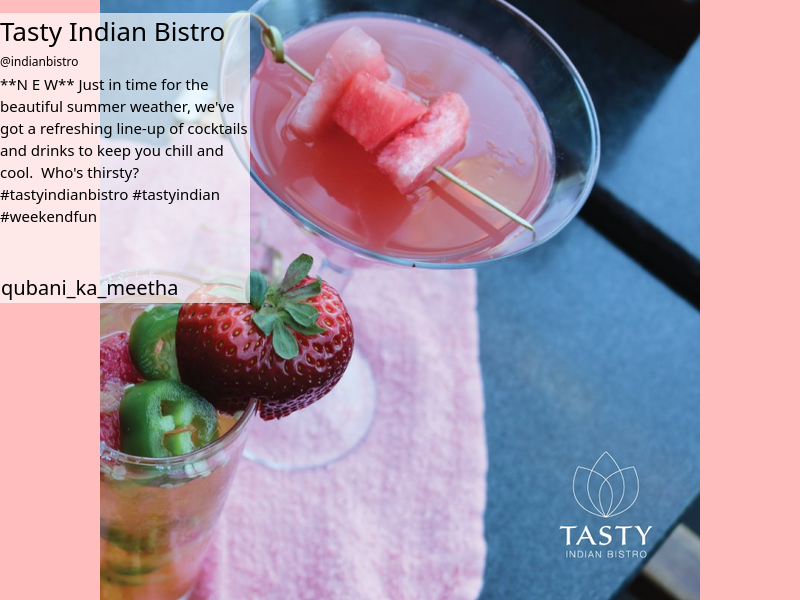 Tasty Indian Bistro
@indianbistro
**N E W** Just in time for the
beautiful summer weather, we've
got a refreshing line-up of cocktails
and drinks to keep you chill and
cool.  Who's thirsty?
#tastyindianbistro #tastyindian
#weekendfun
qubani_ka_meetha
TASTY
INDIAN BISTRO